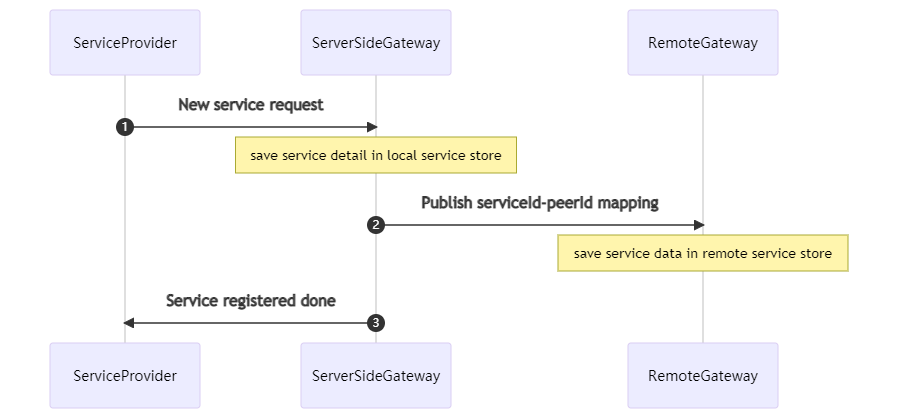 ServiceProvider
ServerSideGateway
RemoteGateway
New service request
1
save service detail in local service store
Publish serviceId-peerId mapping
2
save service data in remote service store
Service registered done
3
ServiceProvider
ServerSideGateway
RemoteGateway